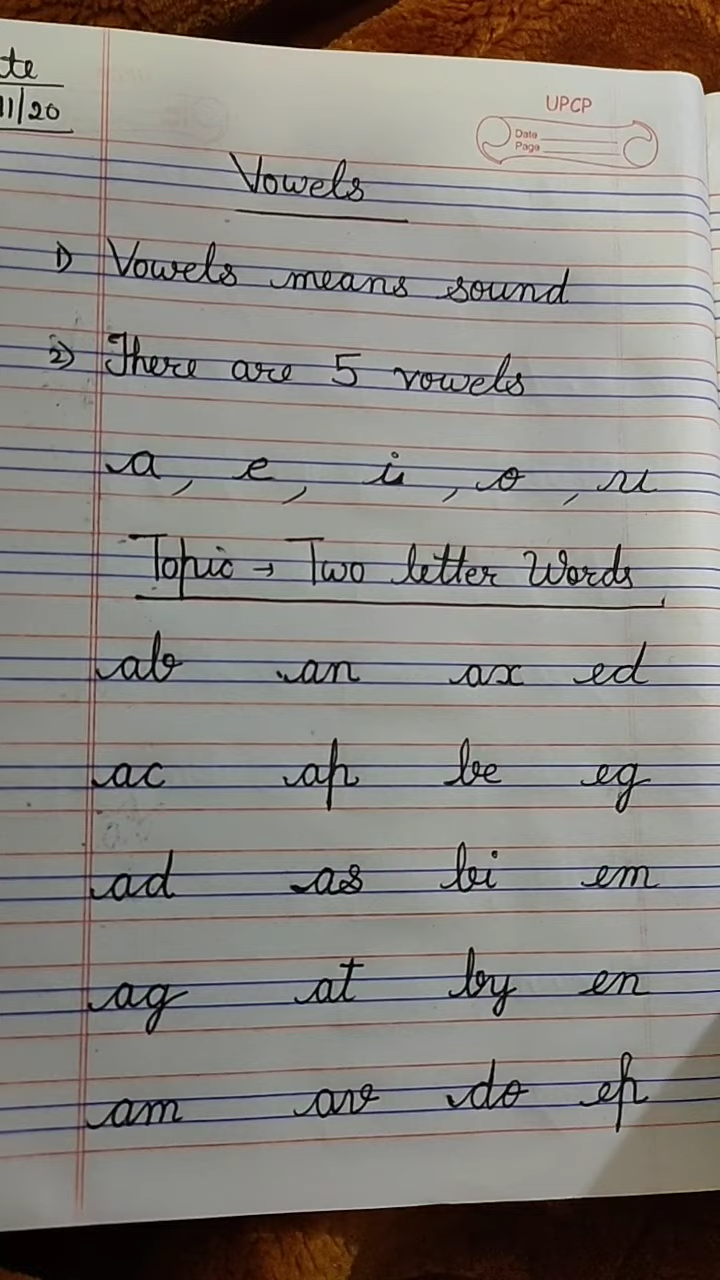 te
11/20
UPCP
Date
Page
Vowels
1) Vowels means sound
2) There are 5 vowels
a, e, i, o, u
Topic → Two letter Words
ab an ax ed
ac ap be eg
ad as bi em
ag at by en
am av do ep